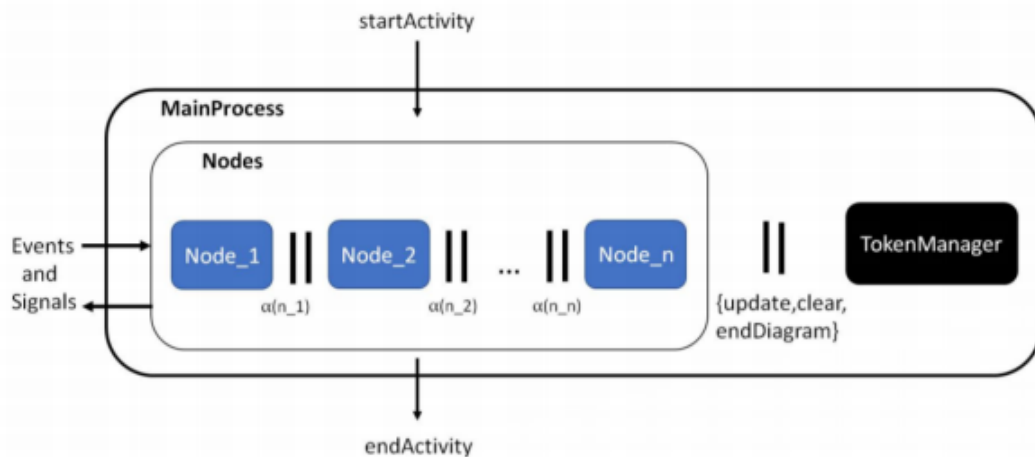 startActivity
MainProcess
Nodes
Events
and
Signals
Node_1
Node_2
...
Node_n
TokenManager
α(n_1)
α(n_2)
α(n_n)
{update,clear,
endDiagram}
endActivity